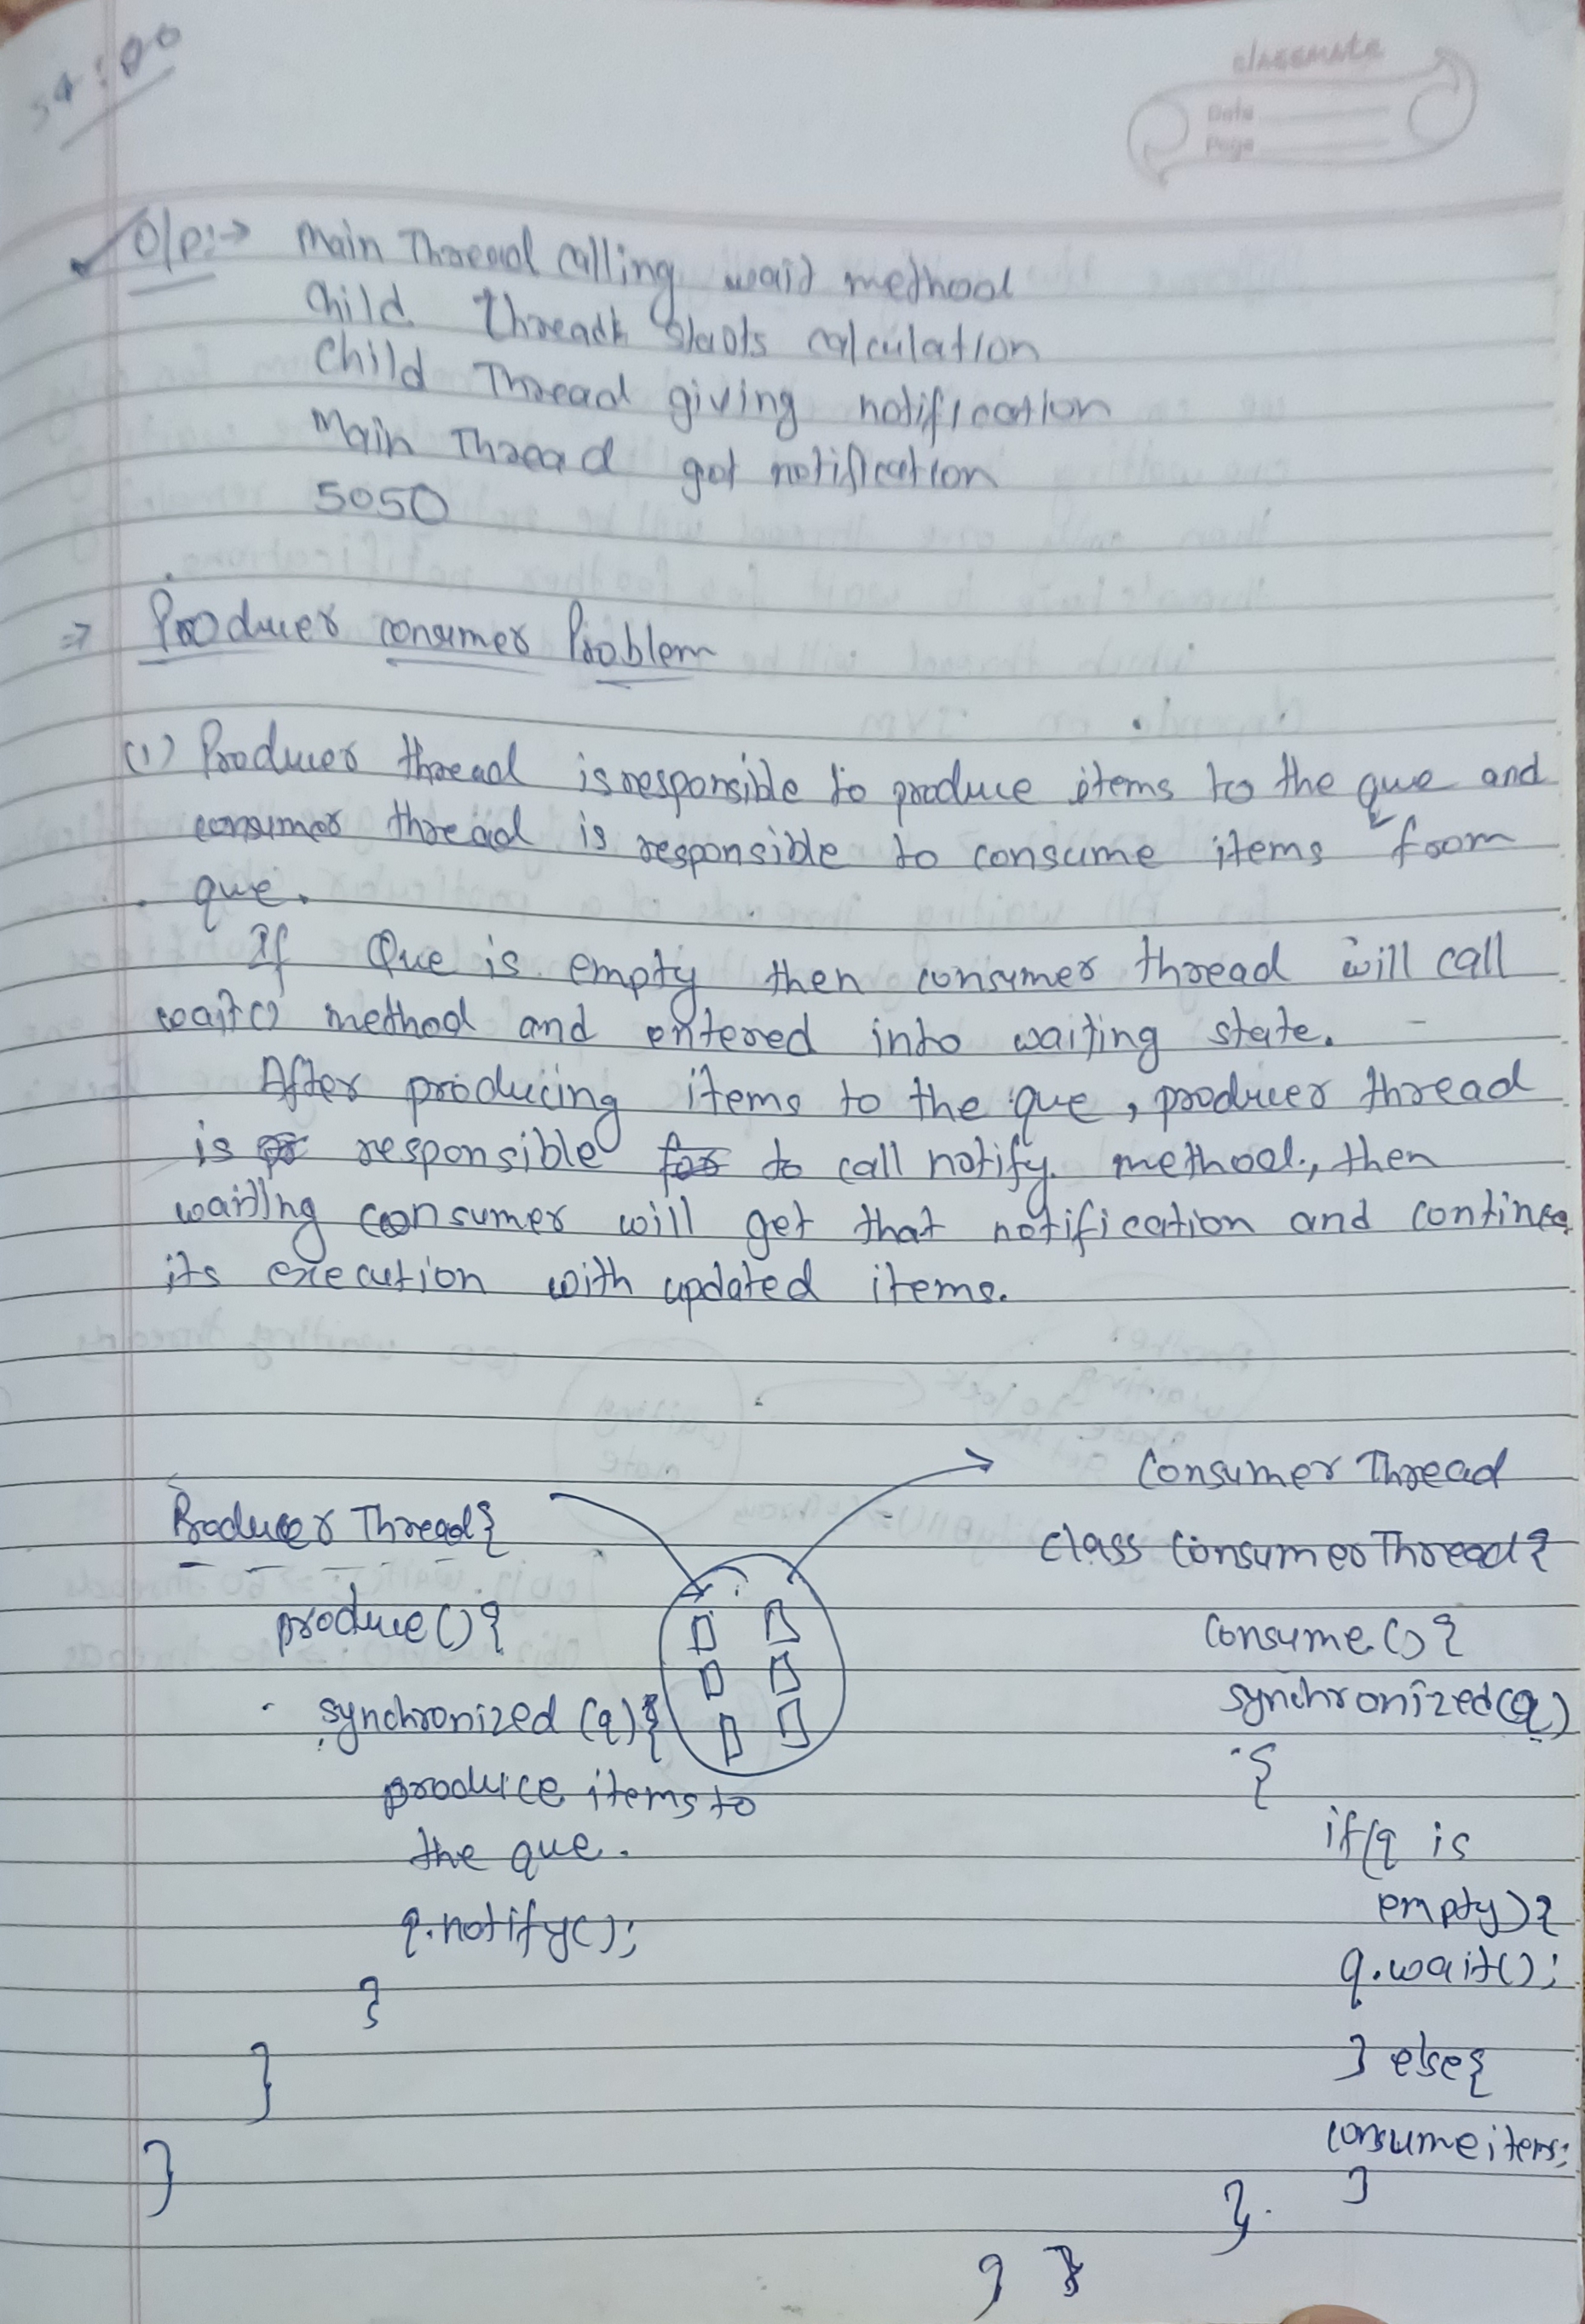 54:00
classmate
Date
Page
O/P:→ Main Thread calling wait method
child threadk starts calculation
child Thread giving notification
Main Thread got notification
5050
⇒ Producer consumer Problem
(1) Producer thread is responsible to produce items to the que and
consumer thread is responsible to consume items from
que.
If Que is empty then consumer thread will call
wait() method and entered into waiting state.
After producing items to the que, producer thread
is responsible for to call notify method, then
waiting consumer will get that notification and continue
its execution with updated items.
Consumer Thread
Producer Thread{
class ConsumerThread{
produce(){
consume(){
synchronized (q){
synchronized(q)
{
produce items to
the que.
if(q is
empty){
q.notify();
q.wait();
}
} else{
}
consume items;
}
}
}
} }